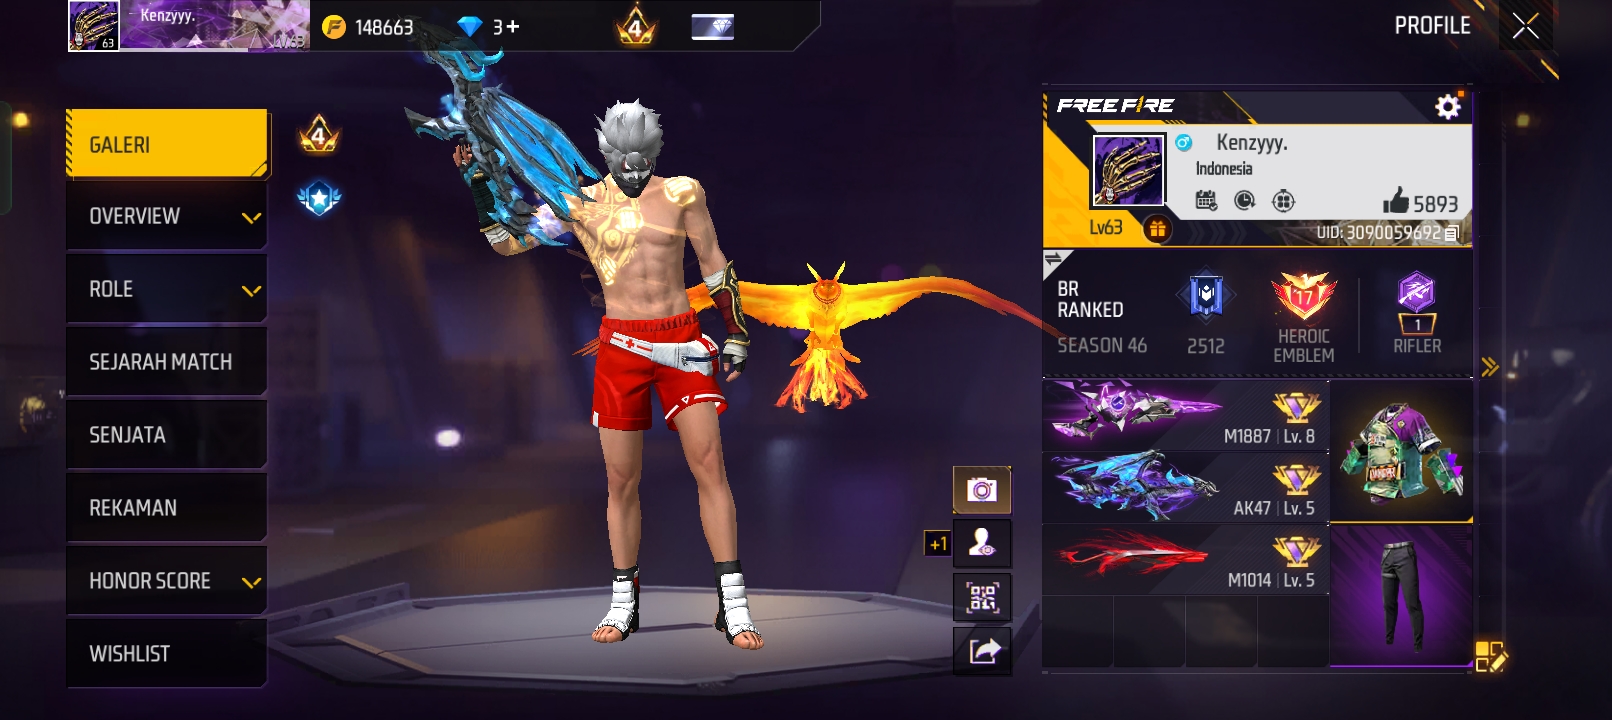 Kenzyyy.
63
148663
3+
4
PROFILE
GALERI
OVERVIEW
ROLE
SEJARAH MATCH
SENJATA
REKAMAN
HONOR SCORE
WISHLIST
4
+1
FREE FIRE
Kenzyyy.
Indonesia
5893
Lv63
UID: 3090059692
BR RANKED
SEASON 46
2512
17
HEROIC EMBLEM
1
RIFLER
M1887 | Lv. 8
AK47 | Lv. 5
M1014 | Lv. 5